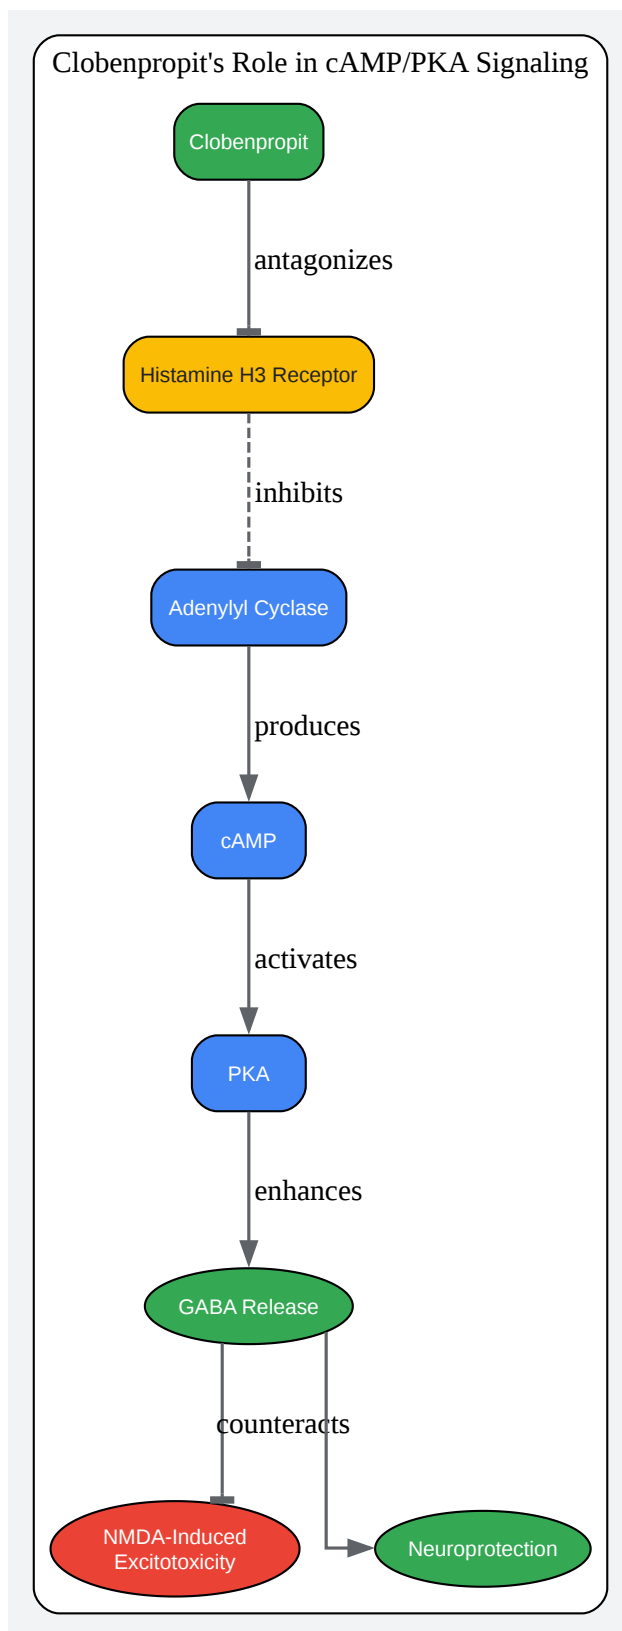 Clobenpropit's Role in cAMP/PKA Signaling
Clobenpropit
antagonizes
Histamine H3 Receptor
inhibits
Adenylyl Cyclase
produces
cAMP
activates
PKA
enhances
GABA Release
counteracts
NMDA-Induced
Excitotoxicity
Neuroprotection